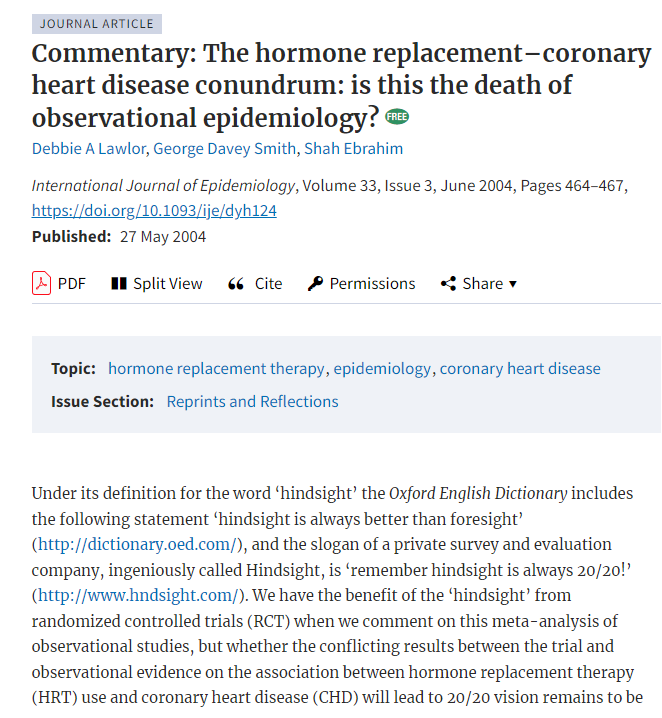 JOURNAL ARTICLE
Commentary: The hormone replacement–coronary
heart disease conundrum: is this the death of
observational epidemiology? FREE
Debbie A Lawlor, George Davey Smith, Shah Ebrahim
International Journal of Epidemiology, Volume 33, Issue 3, June 2004, Pages 464–467,
https://doi.org/10.1093/ije/dyh124
Published: 27 May 2004
PDF Split View Cite Permissions Share
Topic: hormone replacement therapy, epidemiology, coronary heart disease
Issue Section: Reprints and Reflections
Under its definition for the word ‘hindsight’ the Oxford English Dictionary includes
the following statement ‘hindsight is always better than foresight’
(http://dictionary.oed.com/), and the slogan of a private survey and evaluation
company, ingeniously called Hindsight, is ‘remember hindsight is always 20/20!’
(http://www.hndsight.com/). We have the benefit of the ‘hindsight’ from
randomized controlled trials (RCT) when we comment on this meta-analysis of
observational studies, but whether the conflicting results between the trial and
observational evidence on the association between hormone replacement therapy
(HRT) use and coronary heart disease (CHD) will lead to 20/20 vision remains to be